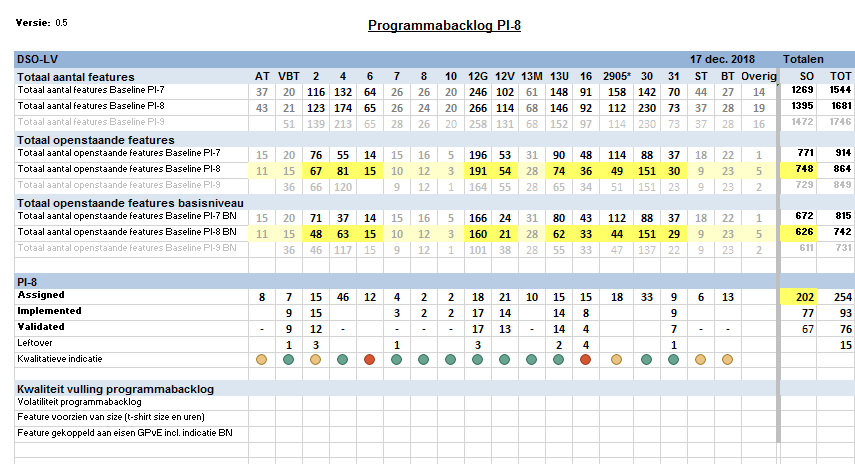 Versie: 0.5
Programmabacklog PI-8
DSO-LV 17 dec. 2018 Totalen
Totaal aantal features AT VBT 2 4 6 7 8 10 12G 12V 13M 13U 16 2905* 30 31 ST BT Overig SO TOT
Totaal aantal features Baseline PI-7 37 20 116 132 64 26 26 20 246 102 61 148 91 158 142 70 44 27 14 1269 1544
Totaal aantal features Baseline PI-8 43 21 123 174 65 26 24 20 266 114 68 146 92 112 230 73 37 28 19 1395 1681
Totaal aantal features Baseline PI-9 51 139 213 65 28 26 20 258 131 68 152 97 114 230 73 37 28 16 1472 1746
Totaal openstaande features
Totaal aantal openstaande features Baseline PI-7 15 20 76 55 14 15 16 5 196 53 31 90 48 114 88 37 18 22 1 771 914
Totaal aantal openstaande features Baseline PI-8 11 15 67 81 15 10 12 3 191 54 28 74 36 49 151 30 9 23 5 748 864
Totaal aantal openstaande features Baseline PI-9 36 66 120 9 12 1 164 55 28 65 34 51 151 23 9 23 2 729 849
Totaal openstaande features basisniveau
Totaal aantal openstaande features Baseline PI-7 BN 15 20 71 37 14 15 16 5 166 24 31 80 43 112 88 37 18 22 1 672 815
Totaal aantal openstaande features Baseline PI-8 BN 11 15 48 63 15 10 12 3 160 21 28 62 33 44 151 29 9 23 5 626 742
Totaal aantal openstaande features Baseline PI-9 BN 36 46 117 15 9 12 1 101 38 28 55 33 47 137 22 9 23 2 611 731
PI-8
Assigned 8 7 15 46 12 4 2 2 18 21 10 15 15 18 33 9 6 13 202 254
Implemented 9 15 3 2 2 17 14 14 8 9 77 93
Validated - 9 12 - - - - - 17 13 - 14 4 - - 7 - - 67 76
Leftover 1 3 1 3 2 4 1 15
Kwalitatieve indicatie
Kwaliteit vulling programmabacklog
Volatiliteit programmabacklog
Feature voorzien van size (t-shirt size en uren)
Feature gekoppeld aan eisen GPvE incl. indicatie BN